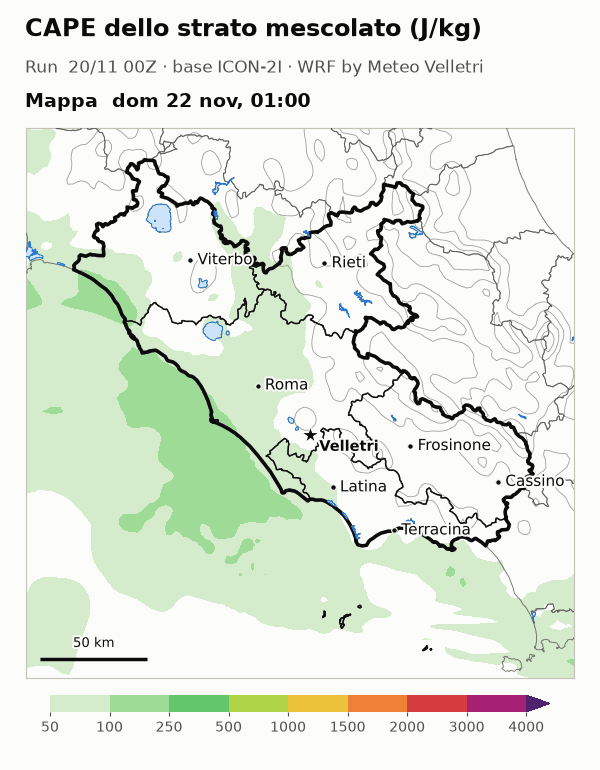 CAPE dello strato mescolato (J/kg)
Run  20/11 00Z · base ICON-2I · WRF by Meteo Velletri
Mappa  dom 22 nov, 01:00
Viterbo
Rieti
Roma
Velletri
Frosinone
Latina
Cassino
Terracina
50 km
50 100 250 500 1000 1500 2000 3000 4000